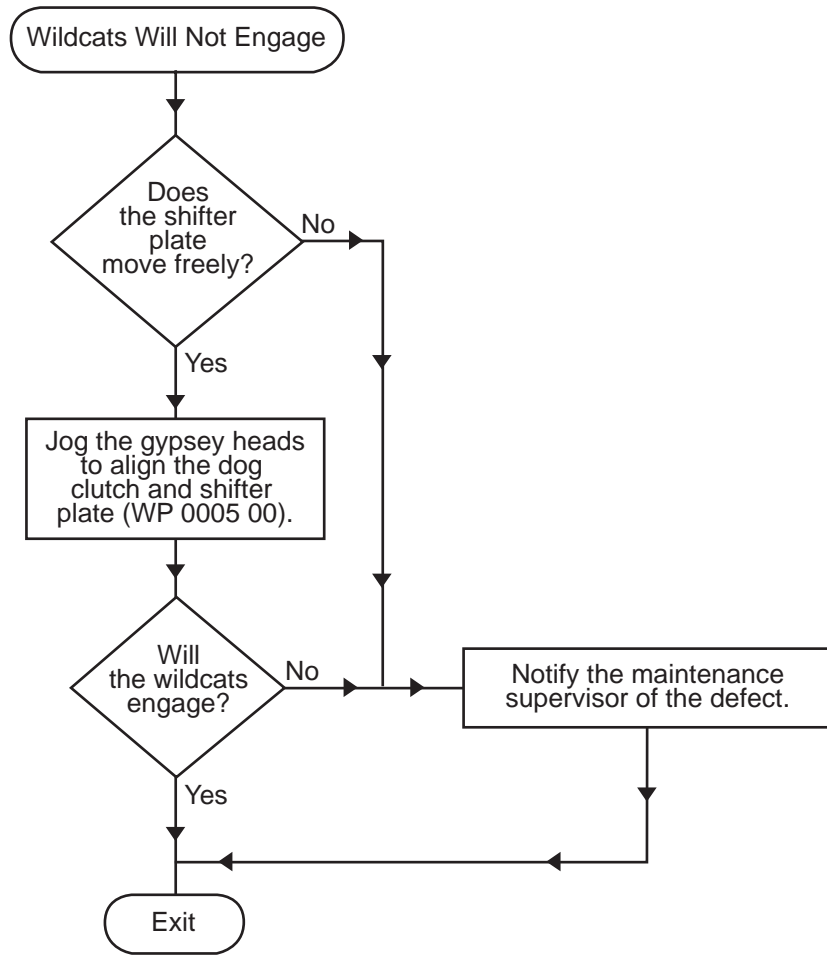 Wildcats Will Not Engage
Does
the shifter
plate
move freely?
No
Yes
Jog the gypsey heads
to align the dog
clutch and shifter
plate (WP 0005 00).
Will
the wildcats
engage?
No
Notify the maintenance
supervisor of the defect.
Yes
Exit